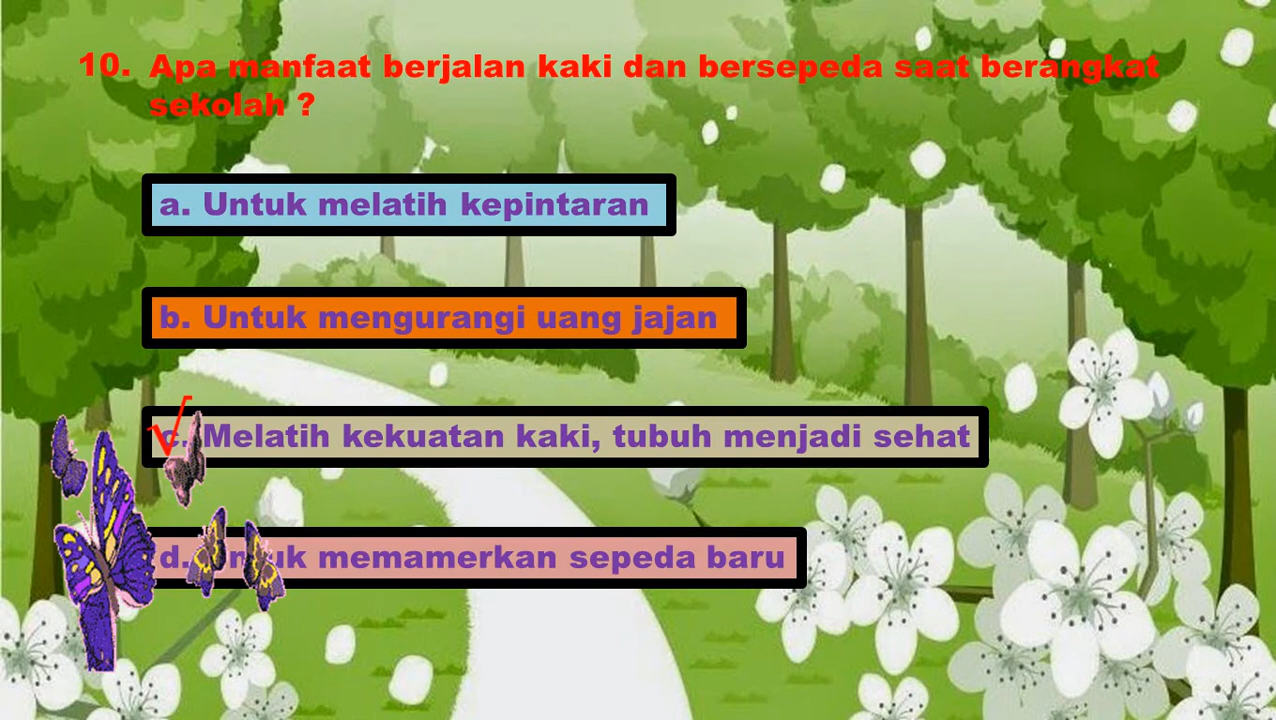 10. Apa manfaat berjalan kaki dan bersepeda saat berangkat
sekolah ?
a. Untuk melatih kepintaran
b. Untuk mengurangi uang jajan
√
c. Melatih kekuatan kaki, tubuh menjadi sehat
d. Untuk memamerkan sepeda baru